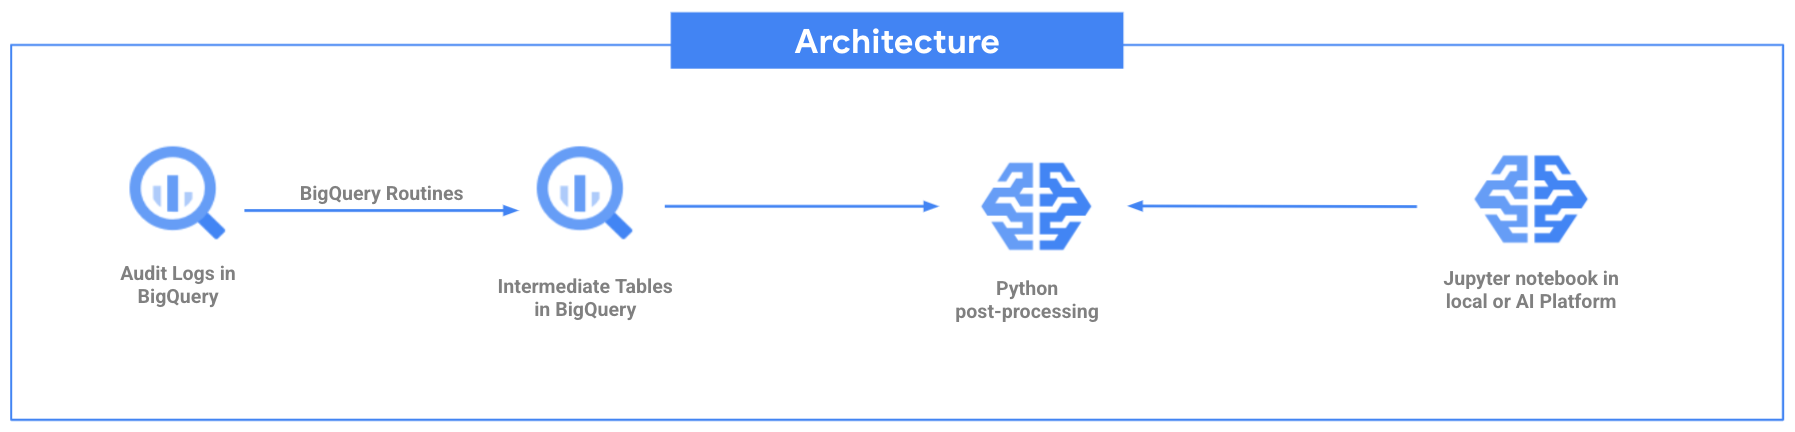 Architecture
BigQuery Routines
Audit Logs in
BigQuery
Intermediate Tables
in BigQuery
Python
post-processing
Jupyter notebook in
local or AI Platform